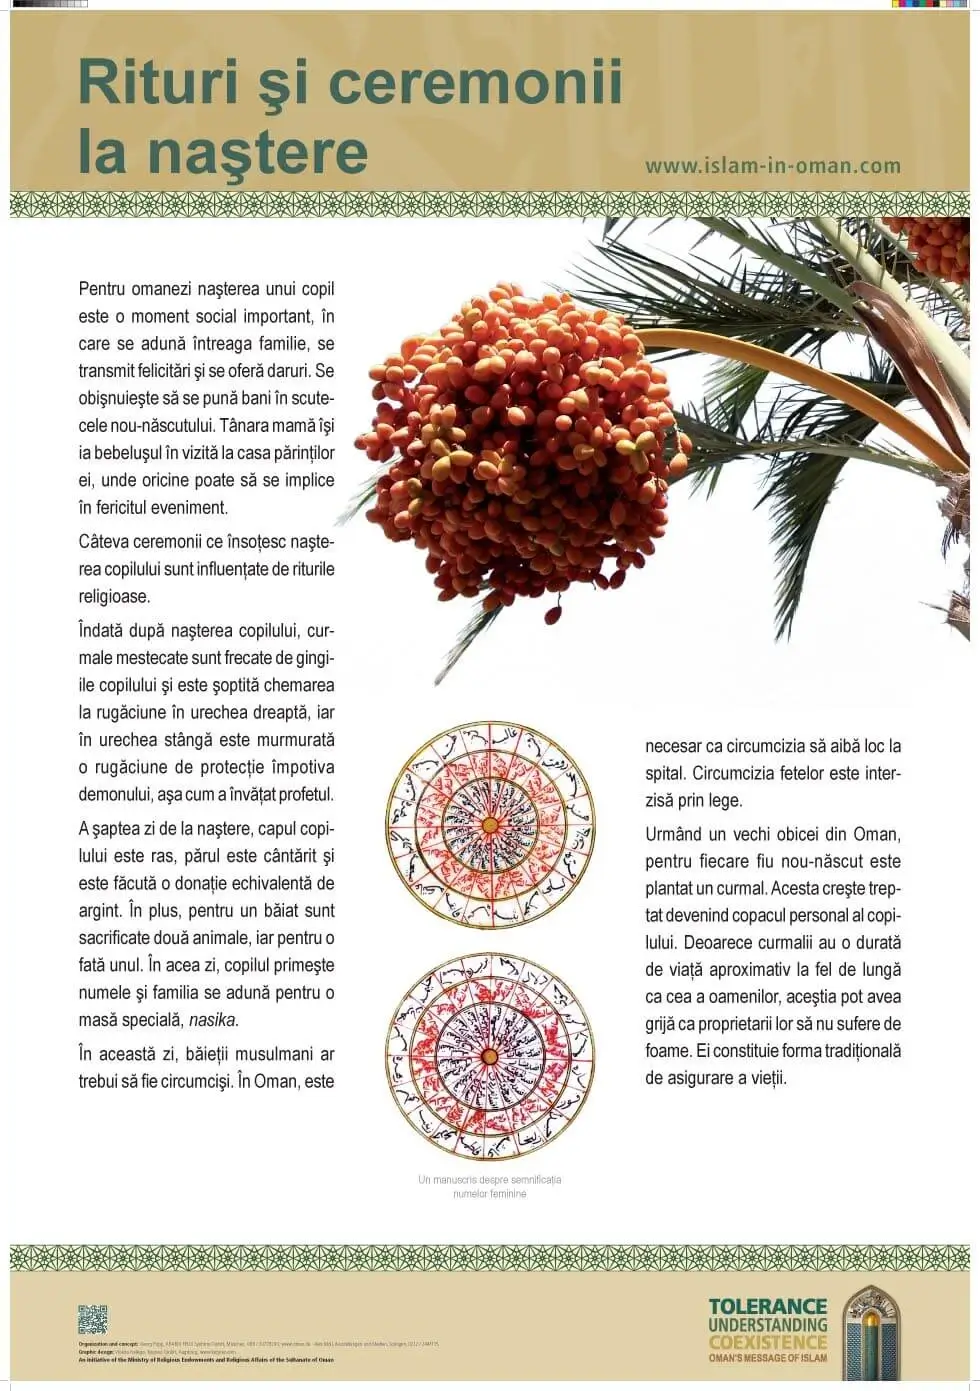 Rituri şi ceremonii
la naştere
www.islam-in-oman.com
Pentru omanezi naşterea unui copil
este o moment social important, în
care se adună întreaga familie, se
transmit felicitări şi se oferă daruri. Se
obişnuieşte să se pună bani în scute-
cele nou-născutului. Tânara mamă îşi
ia bebeluşul în vizită la casa părinţilor
ei, unde oricine poate să se implice
în fericitul eveniment.
Câteva ceremonii ce însoţesc naşte-
rea copilului sunt influenţate de riturile
religioase.
Îndată după naşterea copilului, cur-
male mestecate sunt frecate de gingi-
ile copilului şi este şoptită chemarea
la rugăciune în urechea dreaptă, iar
în urechea stângă este murmurată
o rugăciune de protecţie împotiva
demonului, aşa cum a învăţat profetul.
A şaptea zi de la naştere, capul copi-
lului este ras, părul este cântărit şi
este făcută o donaţie echivalentă de
argint. În plus, pentru un băiat sunt
sacrificate două animale, iar pentru o
fată unul. În acea zi, copilul primeşte
numele şi familia se adună pentru o
masă specială, nasika.
În această zi, băieţii musulmani ar
trebui să fie circumcişi. În Oman, este
necesar ca circumcizia să aibă loc la
spital. Circumcizia fetelor este inter-
zisă prin lege.
Urmând un vechi obicei din Oman,
pentru fiecare fiu nou-născut este
plantat un curmal. Acesta creşte trep-
tat devenind copacul personal al copi-
lului. Deoarece curmalii au o durată
de viaţă aproximativ la fel de lungă
ca cea a oamenilor, aceştia pot avea
grijă ca proprietarii lor să nu sufere de
foame. Ei constituie forma tradiţională
de asigurare a vieţii.
Un manuscris despre semnificaţia
numelor feminine
Organization and concept:
Graphic design:
An initiative of the Ministry of Religious Endowments and Religious Affairs of the Sultanate of Oman
TOLERANCE
UNDERSTANDING
COEXISTENCE
OMAN'S MESSAGE OF ISLAM